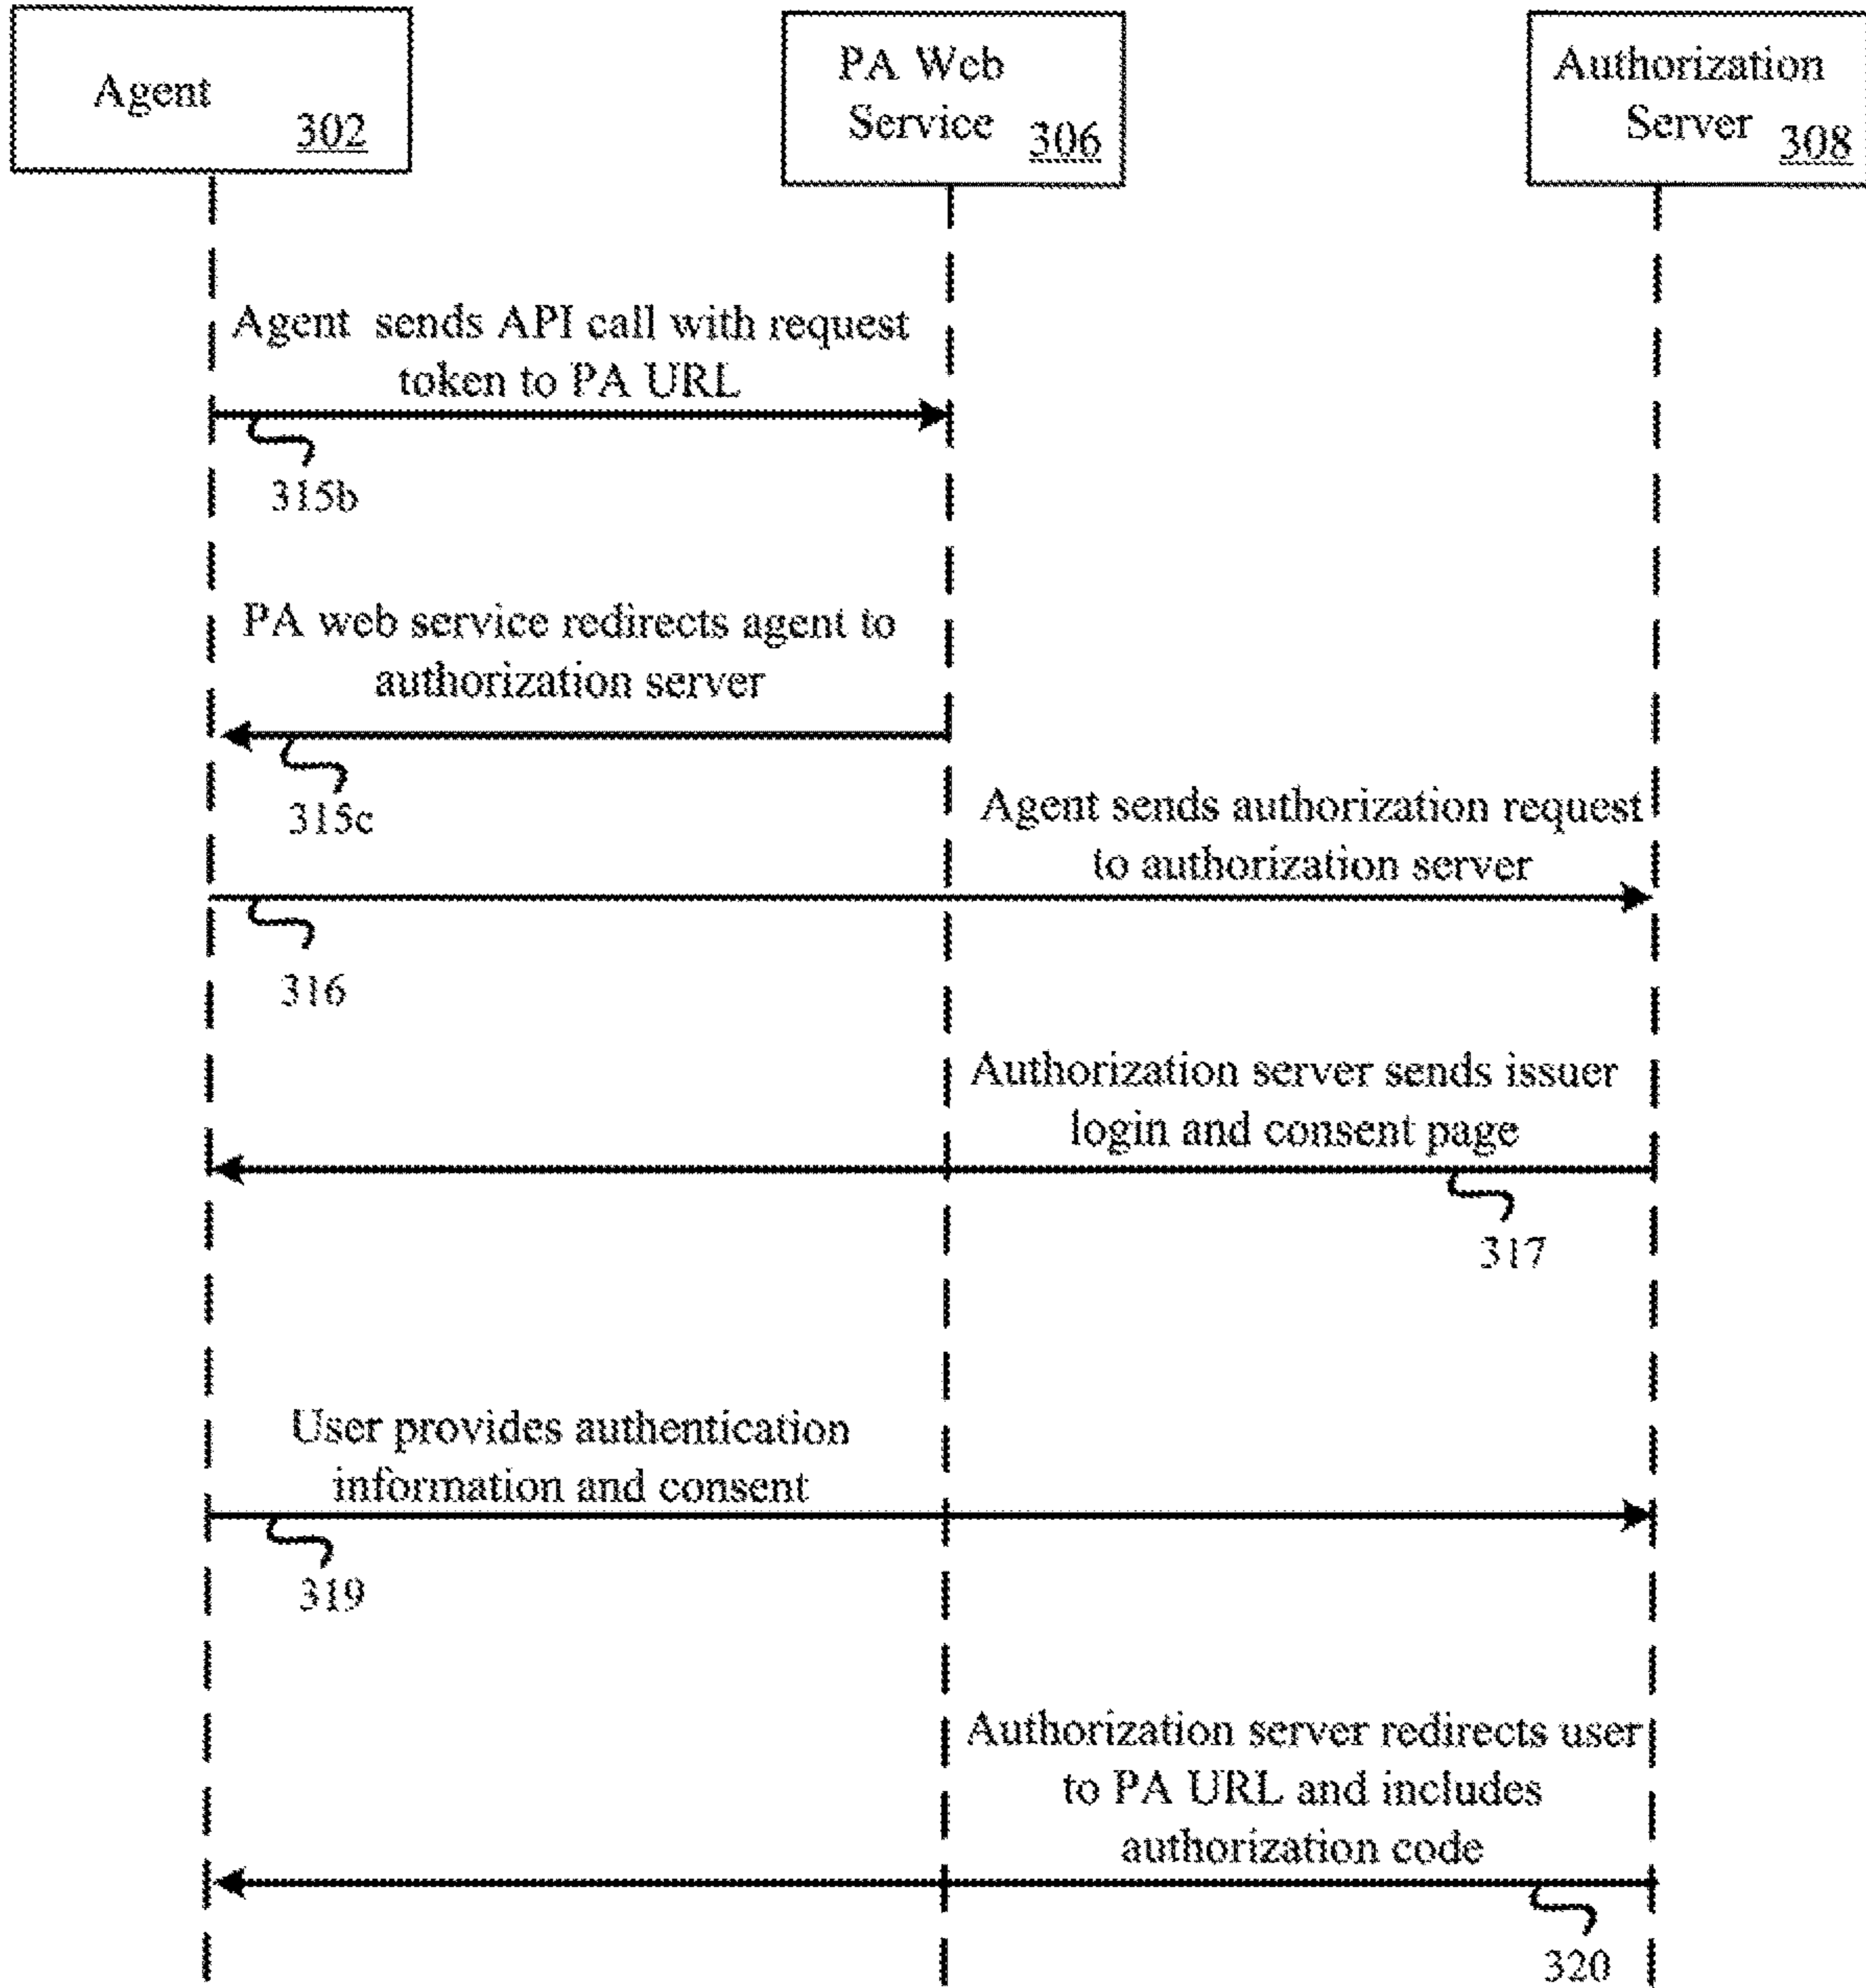 Agent
302
PA Web
Service
306
Authorization
Server
308
Agent sends API call with request
token to PA URL
315b
PA web service redirects agent to
authorization server
315c
Agent sends authorization request
to authorization server
316
Authorization server sends issuer
login and consent page
317
User provides authentication
information and consent
319
Authorization server redirects user
to PA URL and includes
authorization code
320